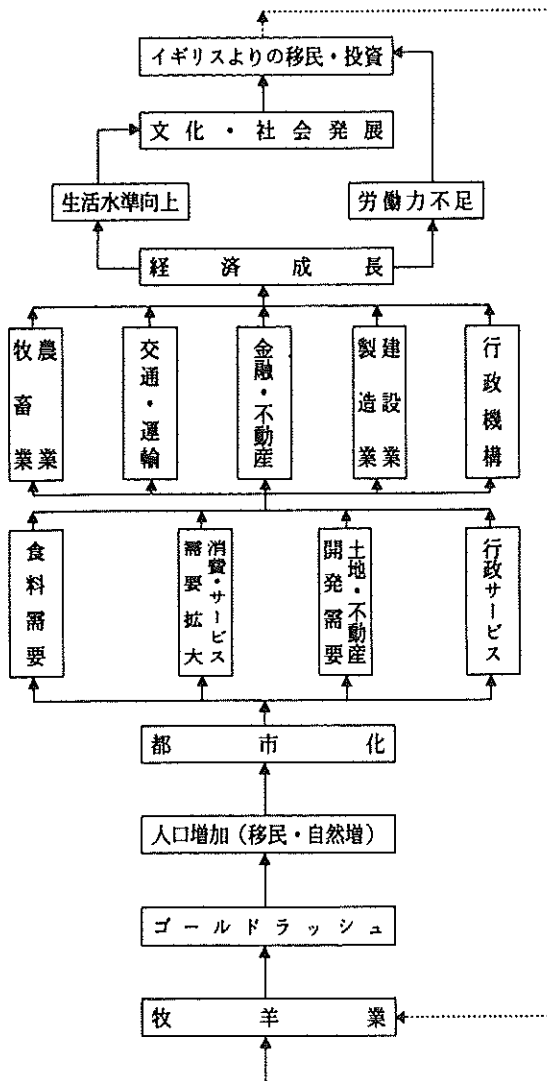 イギリスよりの移民・投資
文化・社会発展
生活水準向上
労働力不足
経済成長
農業
牧畜業
交通・運輸
金融・不動産
建設業
製造業
行政機構
食料需要
消費・サービス
需要拡大
土地・不動産
開発需要
行政サービス
都市化
人口増加(移民・自然増)
ゴールドラッシュ
牧羊業